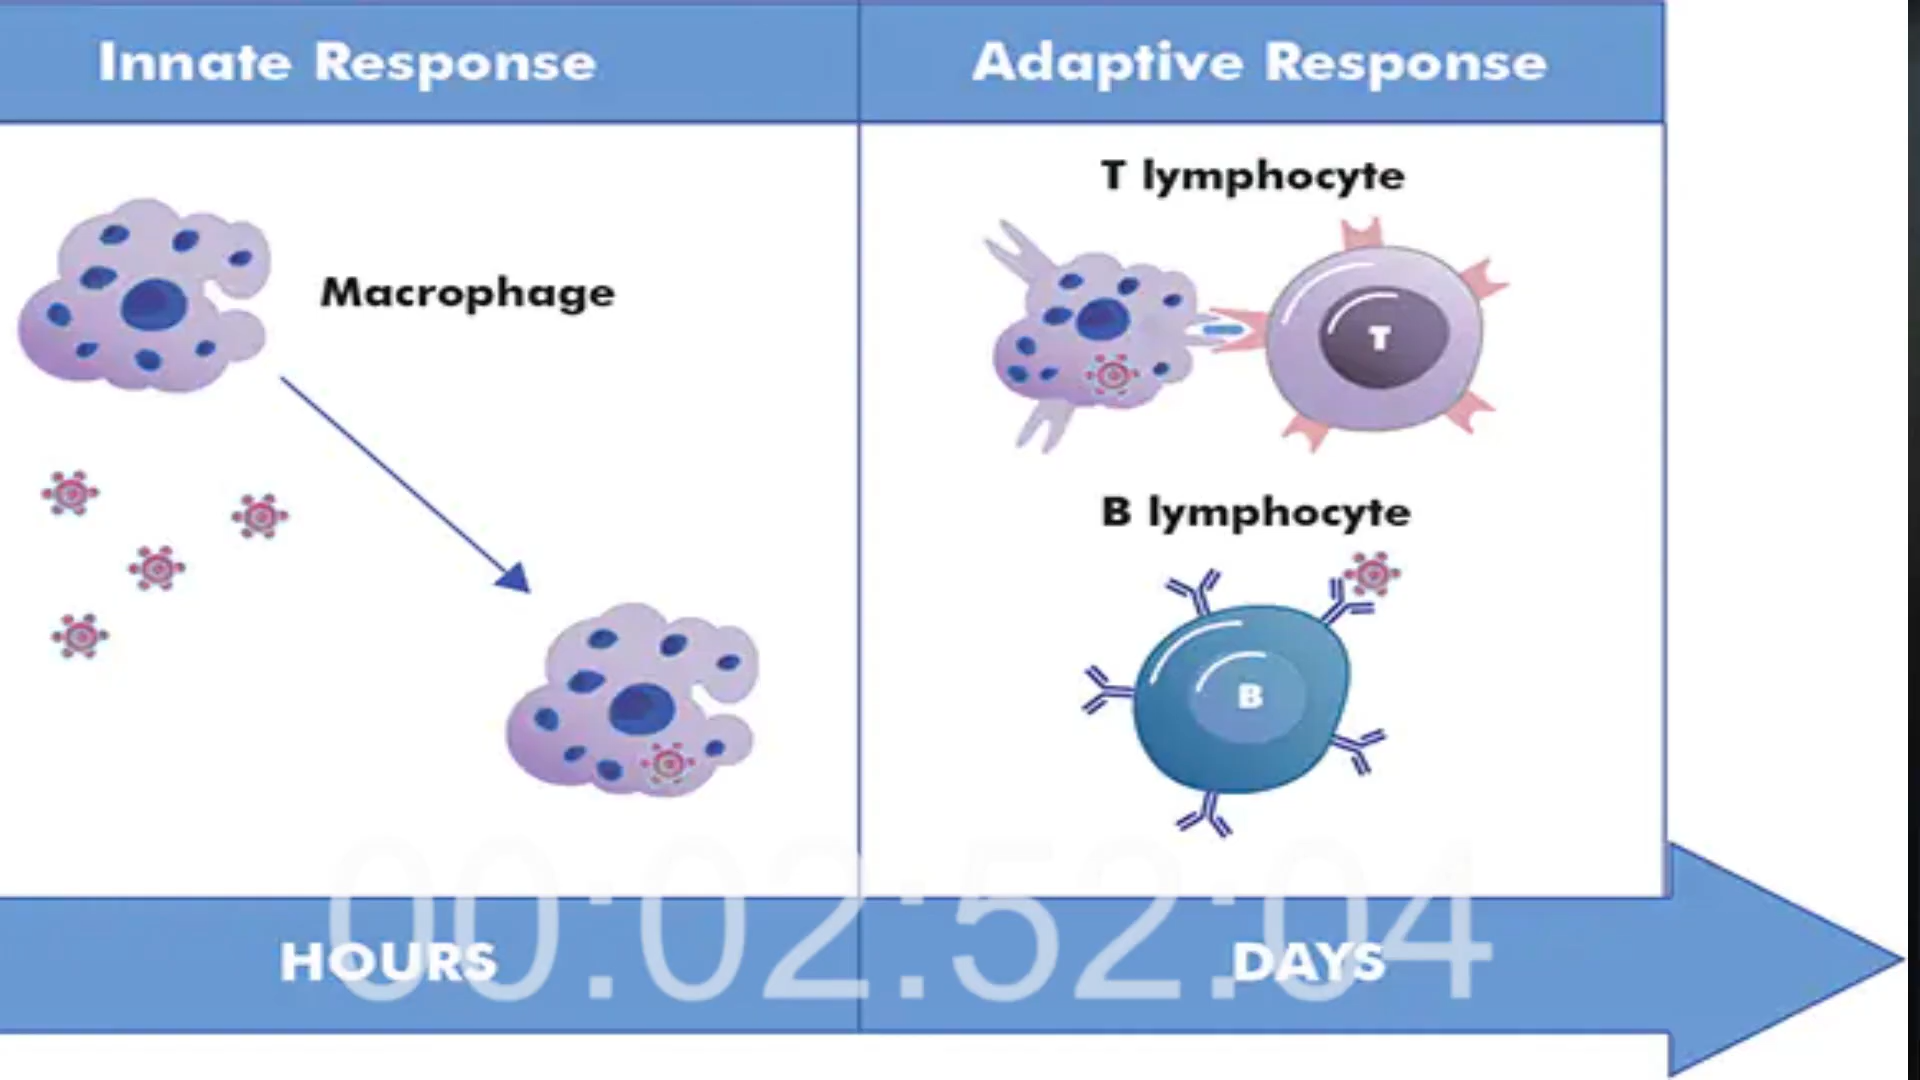 Innate Response
Adaptive Response
Macrophage
T lymphocyte
T
B lymphocyte
B
HOURS
DAYS
00:02:52:04